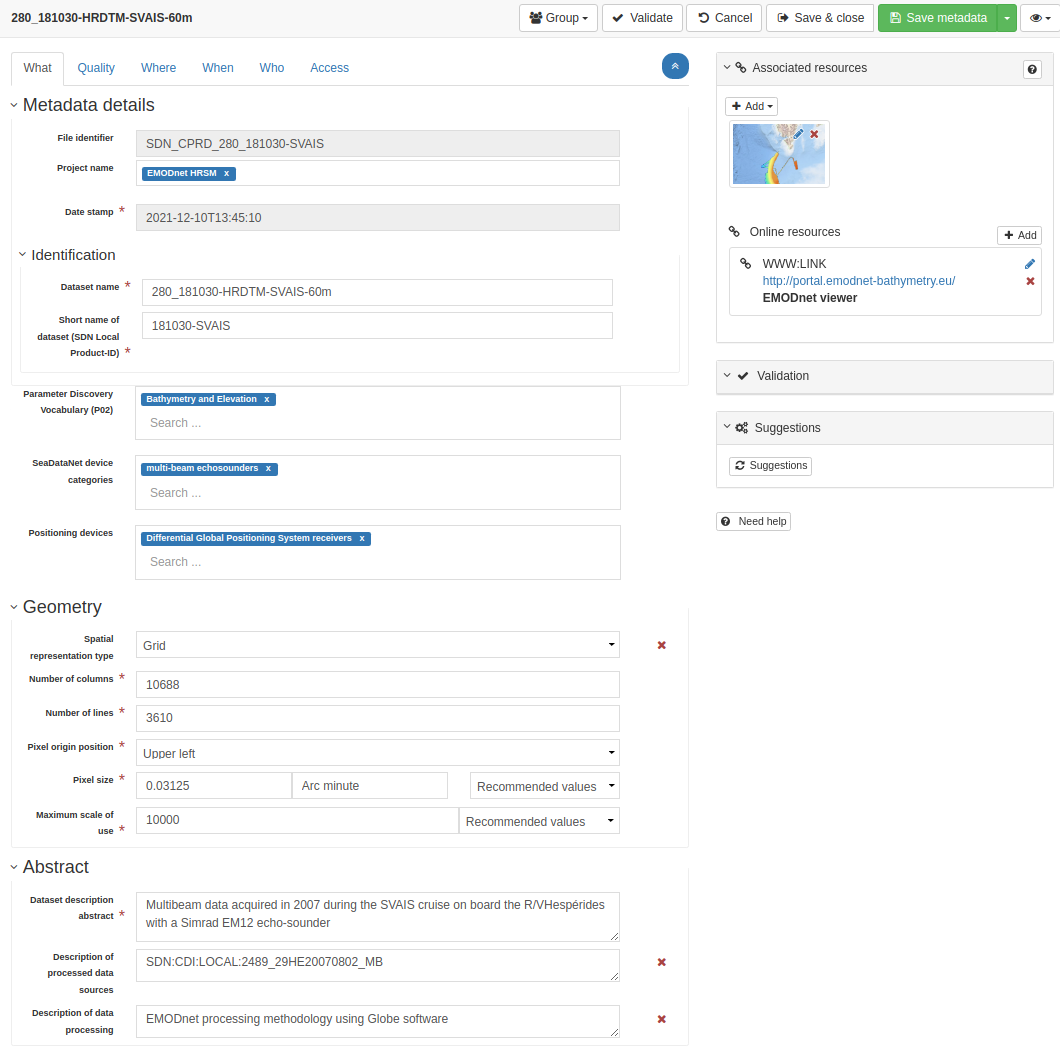 280_181030-HRDTM-SVAIS-60m
Group
Validate
Cancel
Save & close
Save metadata
What
Quality
Where
When
Who
Access
Metadata details
File identifier
SDN_CPRD_280_181030-SVAIS
Project name
EMODnet HRSM x
Date stamp *
2021-12-10T13:45:10
Identification
Dataset name *
280_181030-HRDTM-SVAIS-60m
Short name of
dataset (SDN Local
Product-ID) *
181030-SVAIS
Parameter Discovery
Vocabulary (P02)
Bathymetry and Elevation x
Search ...
SeaDataNet device
categories
multi-beam echosounders x
Search ...
Positioning devices
Differential Global Positioning System receivers x
Search ...
Geometry
Spatial
representation type
Grid
Number of columns *
10688
Number of lines *
3610
Pixel origin position *
Upper left
Pixel size *
0.03125
Arc minute
Recommended values
Maximum scale of
use *
10000
Recommended values
Abstract
Dataset description
abstract *
Multibeam data acquired in 2007 during the SVAIS cruise on board the R/VHespérides
with a Simrad EM12 echo-sounder
Description of
processed data
sources
SDN:CDI:LOCAL:2489_29HE20070802_MB
Description of data
processing
EMODnet processing methodology using Globe software
Associated resources
Add
Online resources
Add
WWW:LINK
http://portal.emodnet-bathymetry.eu/
EMODnet viewer
Validation
Suggestions
Suggestions
Need help